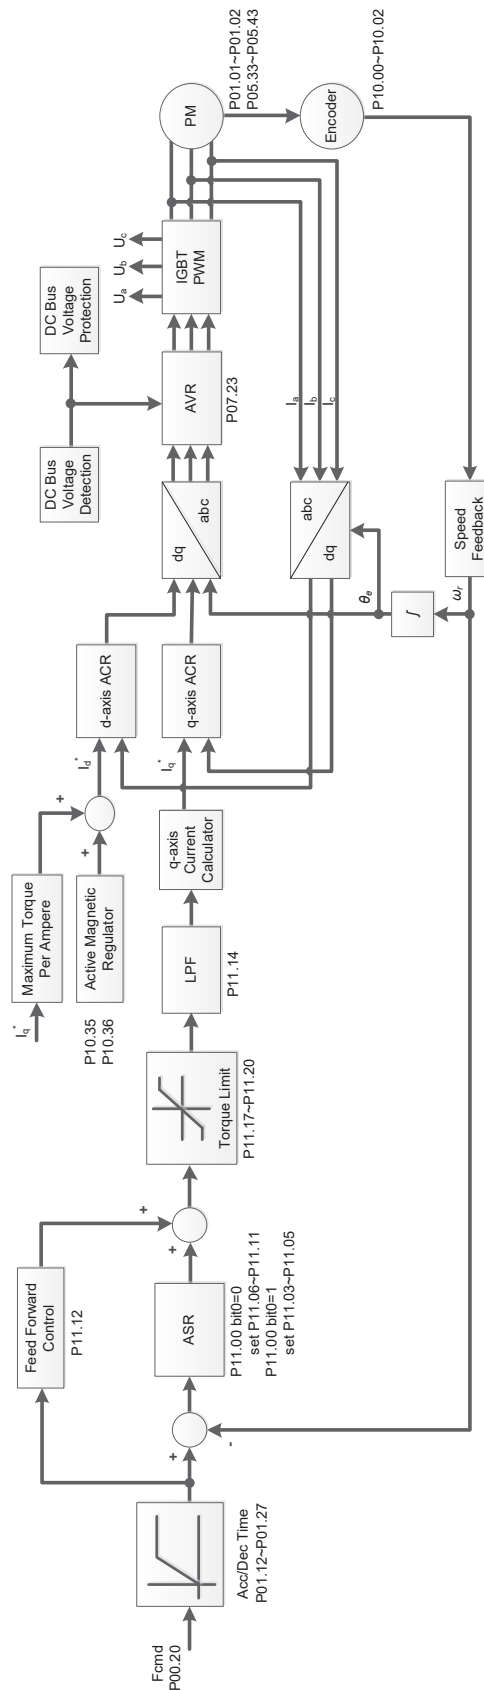 Fcmd
P00.20
Acc/Dec Time
P01.12~P01.27
Feed Forward
Control
P11.12
+
-
ASR
P11.00 bit0=0
set P11.06~P11.11
P11.00 bit0=1
set P11.03~P11.05
+
+
Torque Limit
P11.17~P11.20
LPF
P11.14
q-axis
Current
Calculator
Iq*
Maximum Torque
Per Ampere
Active Magnetic
Regulator
P10.35
P10.36
+
+
Id*
Iq*
d-axis ACR
q-axis ACR
dq
abc
DC Bus
Voltage
Detection
DC Bus
Voltage
Protection
AVR
P07.23
IGBT
PWM
Ua
Ub
Uc
PM
P01.01~P01.02
P05.33~P05.43
Encoder
P10.00~P10.02
Ia
Ib
Ic
abc
dq
θe
∫
ωr
Speed
Feedback